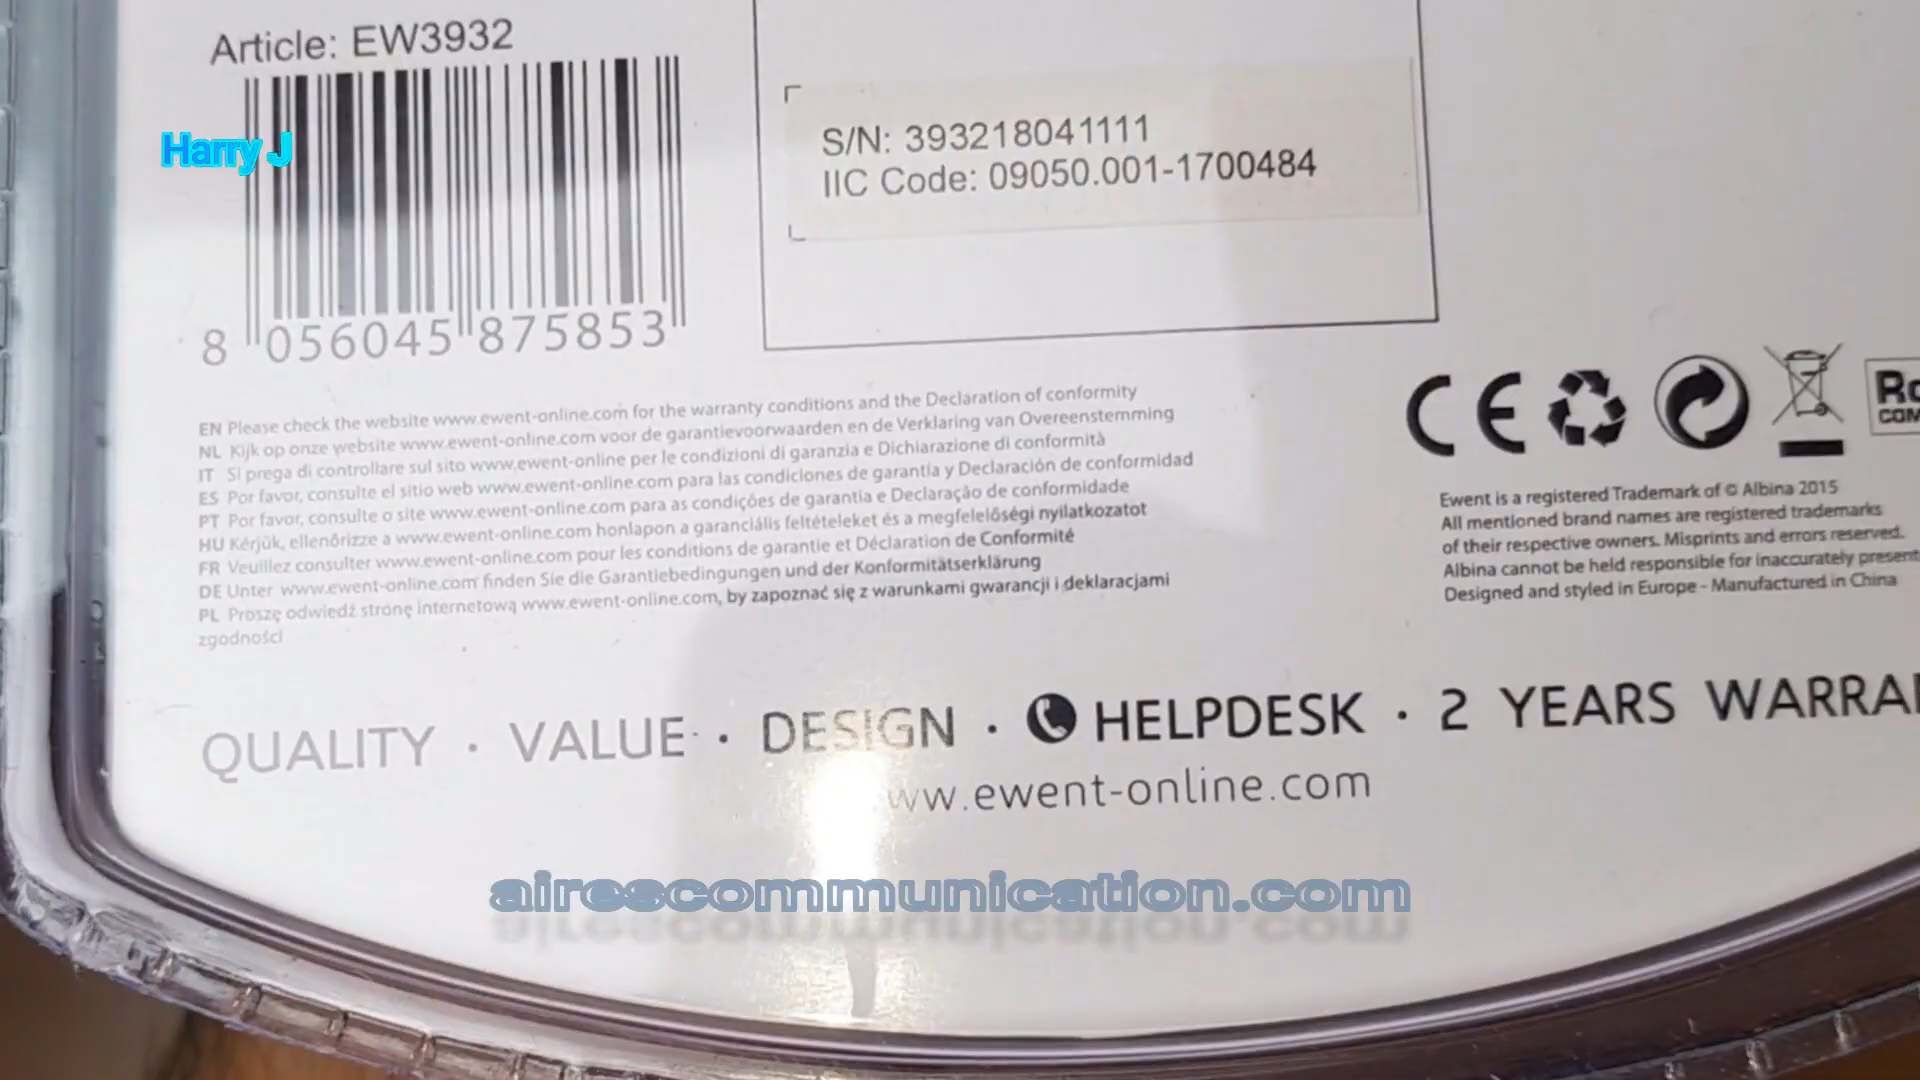 Article: EW3932
Harry J
8 056045 875853
S/N: 393218041111
IIC Code: 09050.001-1700484
EN Please check the website www.ewent-online.com for the warranty conditions and the Declaration of conformity
NL Kijk op onze website www.ewent-online.com voor de garantievoorwaarden en de Verklaring van Overeenstemming
IT Si prega di controllare sul sito www.ewent-online per le condizioni di garanzia e Dichiarazione di conformità
ES Por favor, consulte el sitio web www.ewent-online.com para las condiciones de garantía y Declaración de conformidad
PT Por favor, consulte o site www.ewent-online.com para as condições de garantia e Declaração de conformidade
HU Kérjük, ellenőrizze a www.ewent-online.com honlapon a garanciális feltételeket és a megfelelőségi nyilatkozatot
FR Veuillez consulter www.ewent-online.com pour les conditions de garantie et Déclaration de Conformité
DE Unter www.ewent-online.com finden Sie die Garantiebedingungen und der Konformitätserklärung
PL Proszę odwiedź stronę internetową www.ewent-online.com, by zapoznać się z warunkami gwarancji i deklaracjami
zgodności
CE
Ro
COM
Ewent is a registered Trademark of © Albina 2015
All mentioned brand names are registered trademarks
of their respective owners. Misprints and errors reserved.
Albina cannot be held responsible for inaccurately present
Designed and styled in Europe - Manufactured in China
QUALITY · VALUE · DESIGN · HELPDESK · 2 YEARS WARRA
ww.ewent-online.com
airescommunication.com